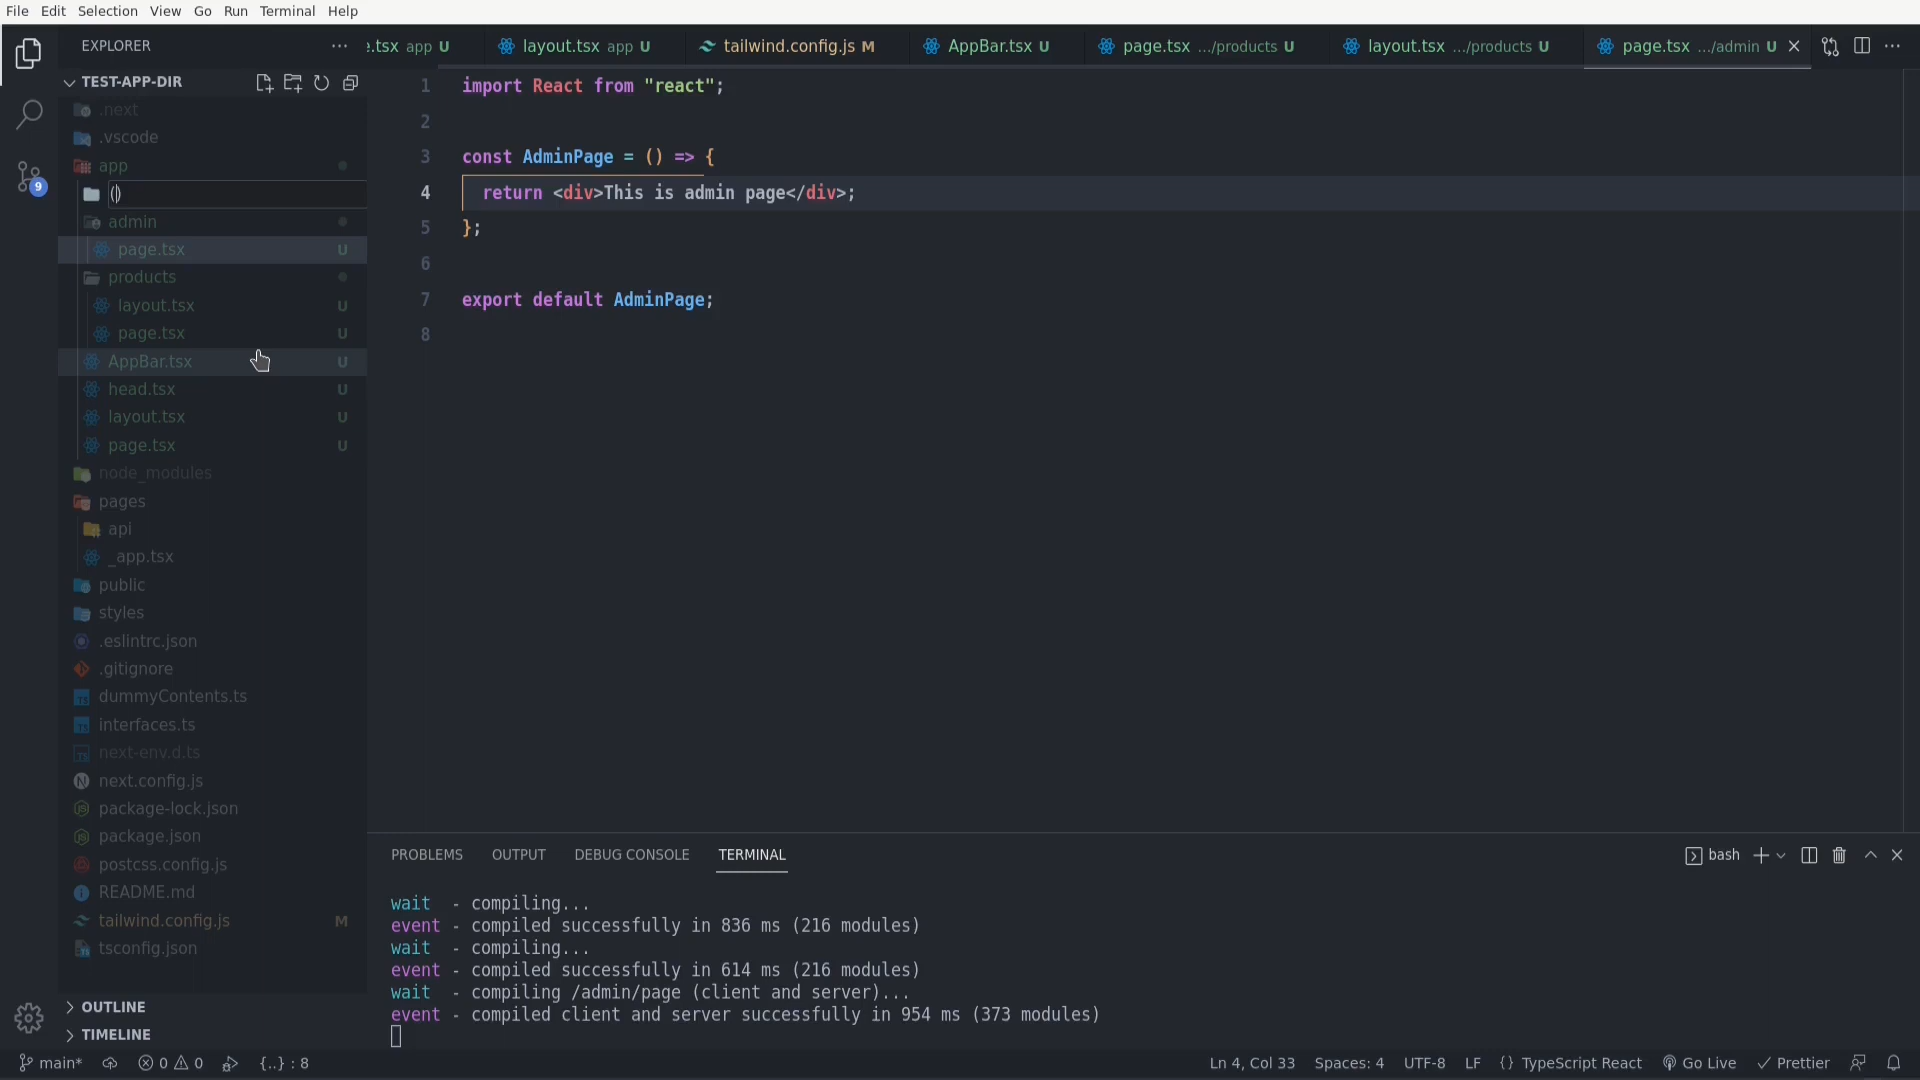 File Edit Selection View Go Run Terminal Help
EXPLORER
e.tsx app U
layout.tsx app U
tailwind.config.js M
AppBar.tsx U
page.tsx .../products U
layout.tsx .../products U
page.tsx .../admin U
TEST-APP-DIR
.next
.vscode
app
()
admin
page.tsx U
products
layout.tsx U
page.tsx U
AppBar.tsx U
head.tsx U
layout.tsx U
page.tsx U
node_modules
pages
api
_app.tsx
public
styles
.eslintrc.json
.gitignore
dummyContents.ts
interfaces.ts
next-env.d.ts
next.config.js
package-lock.json
package.json
postcss.config.js
README.md
tailwind.config.js M
tsconfig.json
OUTLINE
TIMELINE
9
1 import React from "react";
2
3 const AdminPage = () => {
4 return <div>This is admin page</div>;
5 };
6
7 export default AdminPage;
8
PROBLEMS OUTPUT DEBUG CONSOLE TERMINAL
bash
wait - compiling...
event - compiled successfully in 836 ms (216 modules)
wait - compiling...
event - compiled successfully in 614 ms (216 modules)
wait - compiling /admin/page (client and server)...
event - compiled client and server successfully in 954 ms (373 modules)
main* 0 0 {..} : 8
Ln 4, Col 33 Spaces: 4 UTF-8 LF {} TypeScript React Go Live Prettier